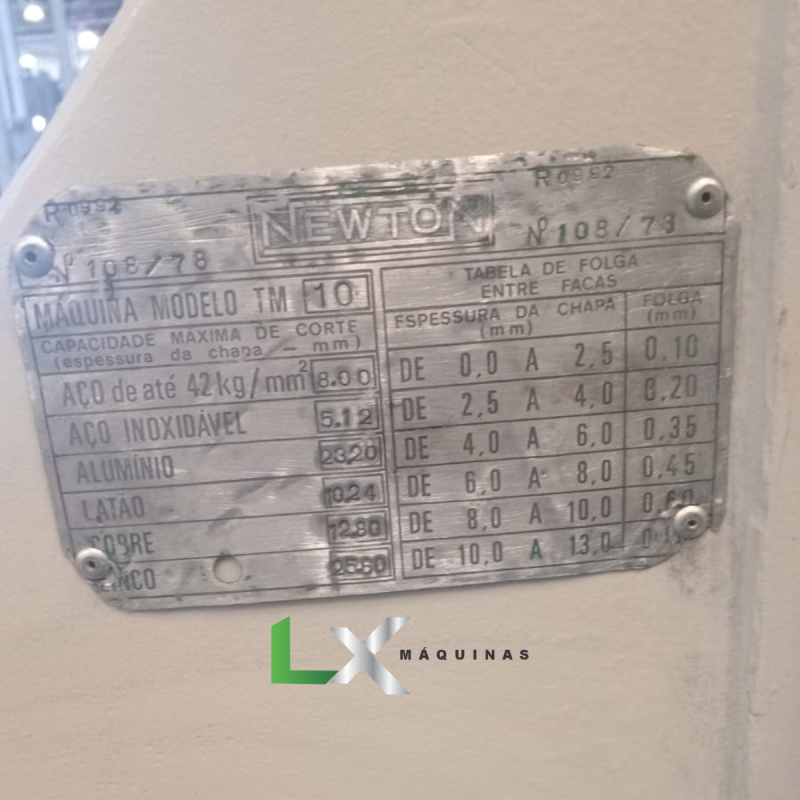 R 0992
R 0992
NEWTON
Nº 108/78
Nº 108/78
MÁQUINA MODELO TM 10
CAPACIDADE MÁXIMA DE CORTE
(espessura da chapa – mm)
AÇO de até 42kg/mm² 8.00
AÇO INOXIDÁVEL 5.12
ALUMÍNIO 23.20
LATÃO 10.24
COBRE 12.80
ZINCO 25.60
TABELA DE FOLGA
ENTRE FACAS
ESPESSURA DA CHAPA
(mm)
FOLGA
(mm)
DE 0,0 A 2,5 0,10
DE 2,5 A 4,0 0,20
DE 4,0 A 6,0 0,35
DE 6,0 A 8,0 0,45
DE 8,0 A 10,0 0,60
DE 10,0 A 13,0
LX MÁQUINAS